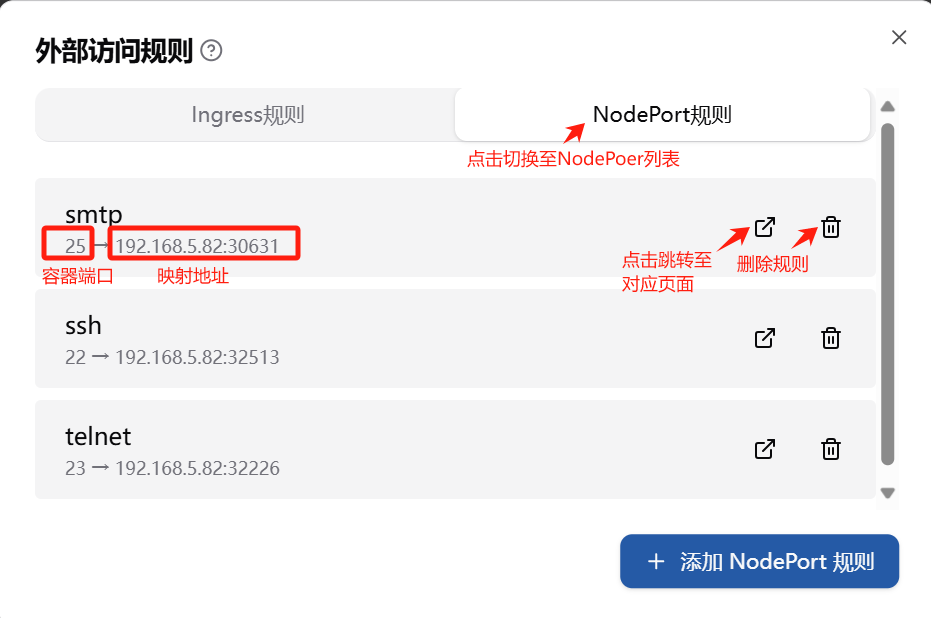 外部访问规则 ?
Ingress规则
NodePort规则
点击切换至NodePoer列表
smtp
25 → 192.168.5.82:30631
容器端口
映射地址
点击跳转至
对应页面
删除规则
ssh
22 → 192.168.5.82:32513
telnet
23 → 192.168.5.82:32226
+ 添加 NodePort 规则